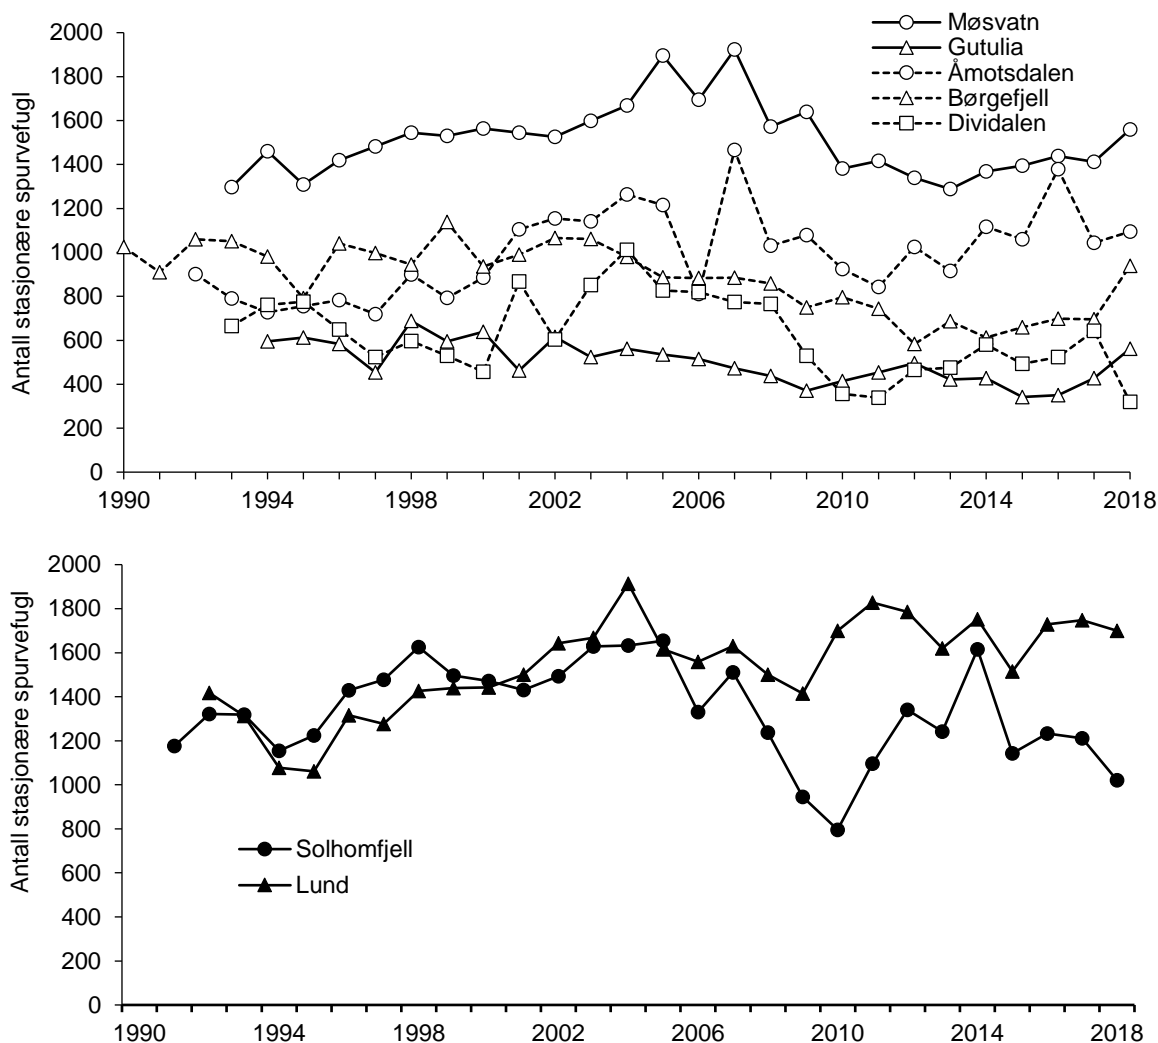 Møsvatn
Gutulia
Åmotsdalen
Børgefjell
Dividalen
Antall stasjonære spurvefugl
2000
1800
1600
1400
1200
1000
800
600
400
200
0
1990 1994 1998 2002 2006 2010 2014 2018
Antall stasjonære spurvefugl
2000
1800
1600
1400
1200
1000
800
600
400
200
0
Solhomfjell
Lund
1990 1994 1998 2002 2006 2010 2014 2018